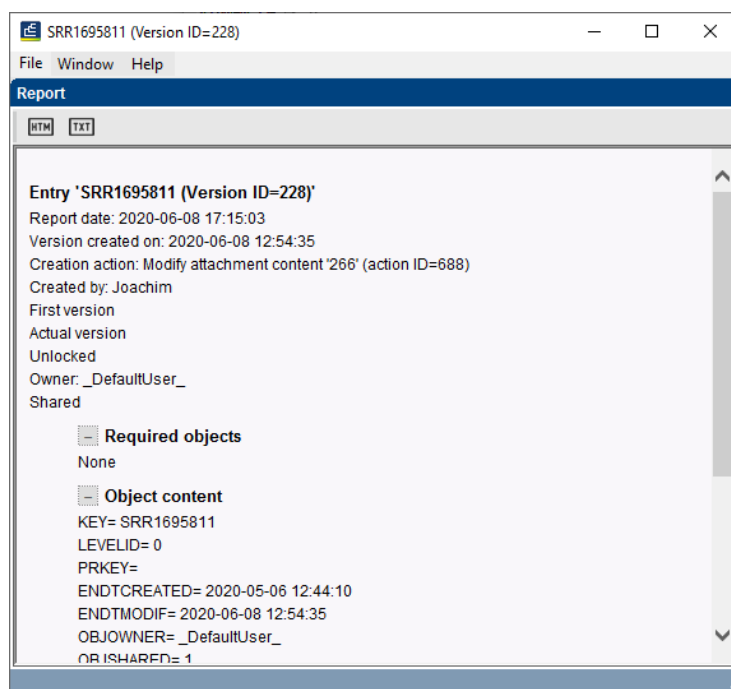 SRR1695811 (Version ID=228)
File Window Help
Report
HTM TXT
Entry 'SRR1695811 (Version ID=228)'
Report date: 2020-06-08 17:15:03
Version created on: 2020-06-08 12:54:35
Creation action: Modify attachment content '266' (action ID=688)
Created by: Joachim
First version
Actual version
Unlocked
Owner: _DefaultUser_
Shared
Required objects
None
Object content
KEY= SRR1695811
LEVELID= 0
PRKEY=
ENDTCREATED= 2020-05-06 12:44:10
ENDTMODIF= 2020-06-08 12:54:35
OBJOWNER= _DefaultUser_
OBJSHARED= 1